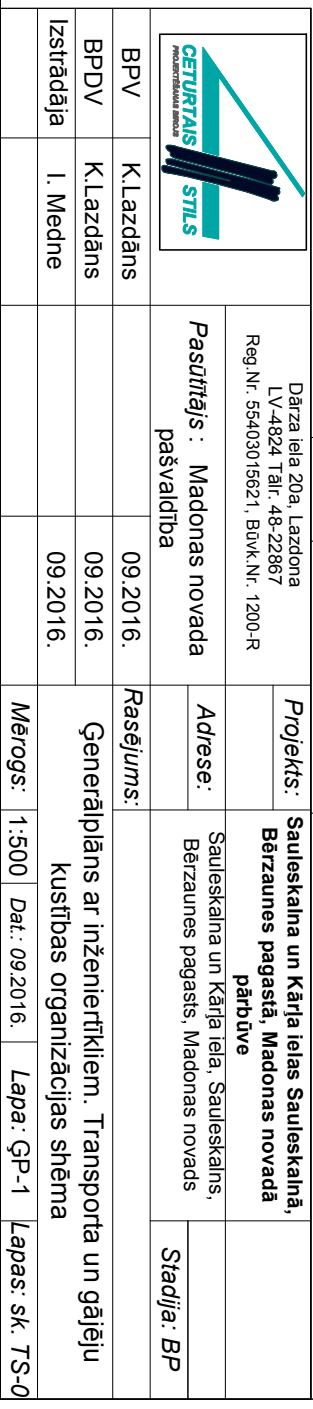 CETURTAIS STILS
PROJEKTĒŠANAS BIROJS
Dārza iela 20a, Lazdona
LV-4824 Tālr. 48-22867
Reg.Nr. 55403015621, Būvk.Nr. 1200-R
Projekts:
Sauleskalna un Kārļa ielas Sauleskalnā,
Bērzaunes pagastā, Madonas novadā
pārbūve
Pasūtītājs : Madonas novada
pašvaldība
Adrese:
Sauleskalna un Kārļa iela, Sauleskalns,
Bērzaunes pagasts, Madonas novads
Stadija: BP
BPV K.Lazdāns 09.2016.
Rasējums:
BPDV K.Lazdāns 09.2016.
Izstrādāja I. Medne 09.2016.
Ģenerālplāns ar inženiertīkliem. Transporta un gājēju
kustības organizācijas shēma
Mērogs: 1:500 Dat.: 09.2016. Lapa: ĢP-1 Lapas: sk. TS-0